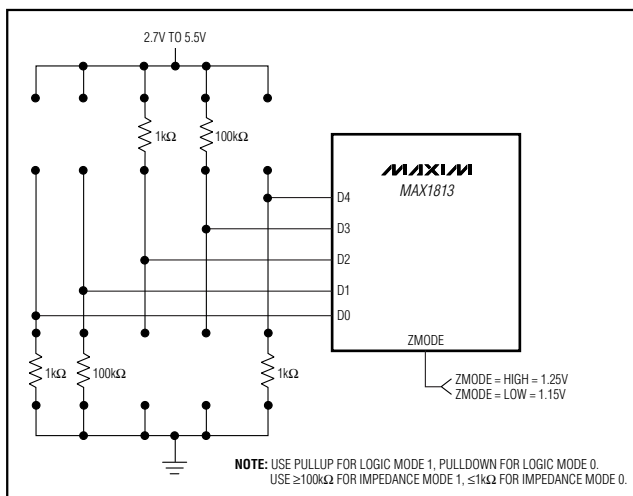 2.7V TO 5.5V
1kΩ
100kΩ
MAXIM
MAX1813
D4
D3
D2
D1
D0
ZMODE
1kΩ
100kΩ
1kΩ
ZMODE = HIGH = 1.25V
ZMODE = LOW = 1.15V
NOTE: USE PULLUP FOR LOGIC MODE 1, PULLDOWN FOR LOGIC MODE 0.
USE ≥100kΩ FOR IMPEDANCE MODE 1, ≤1kΩ FOR IMPEDANCE MODE 0.